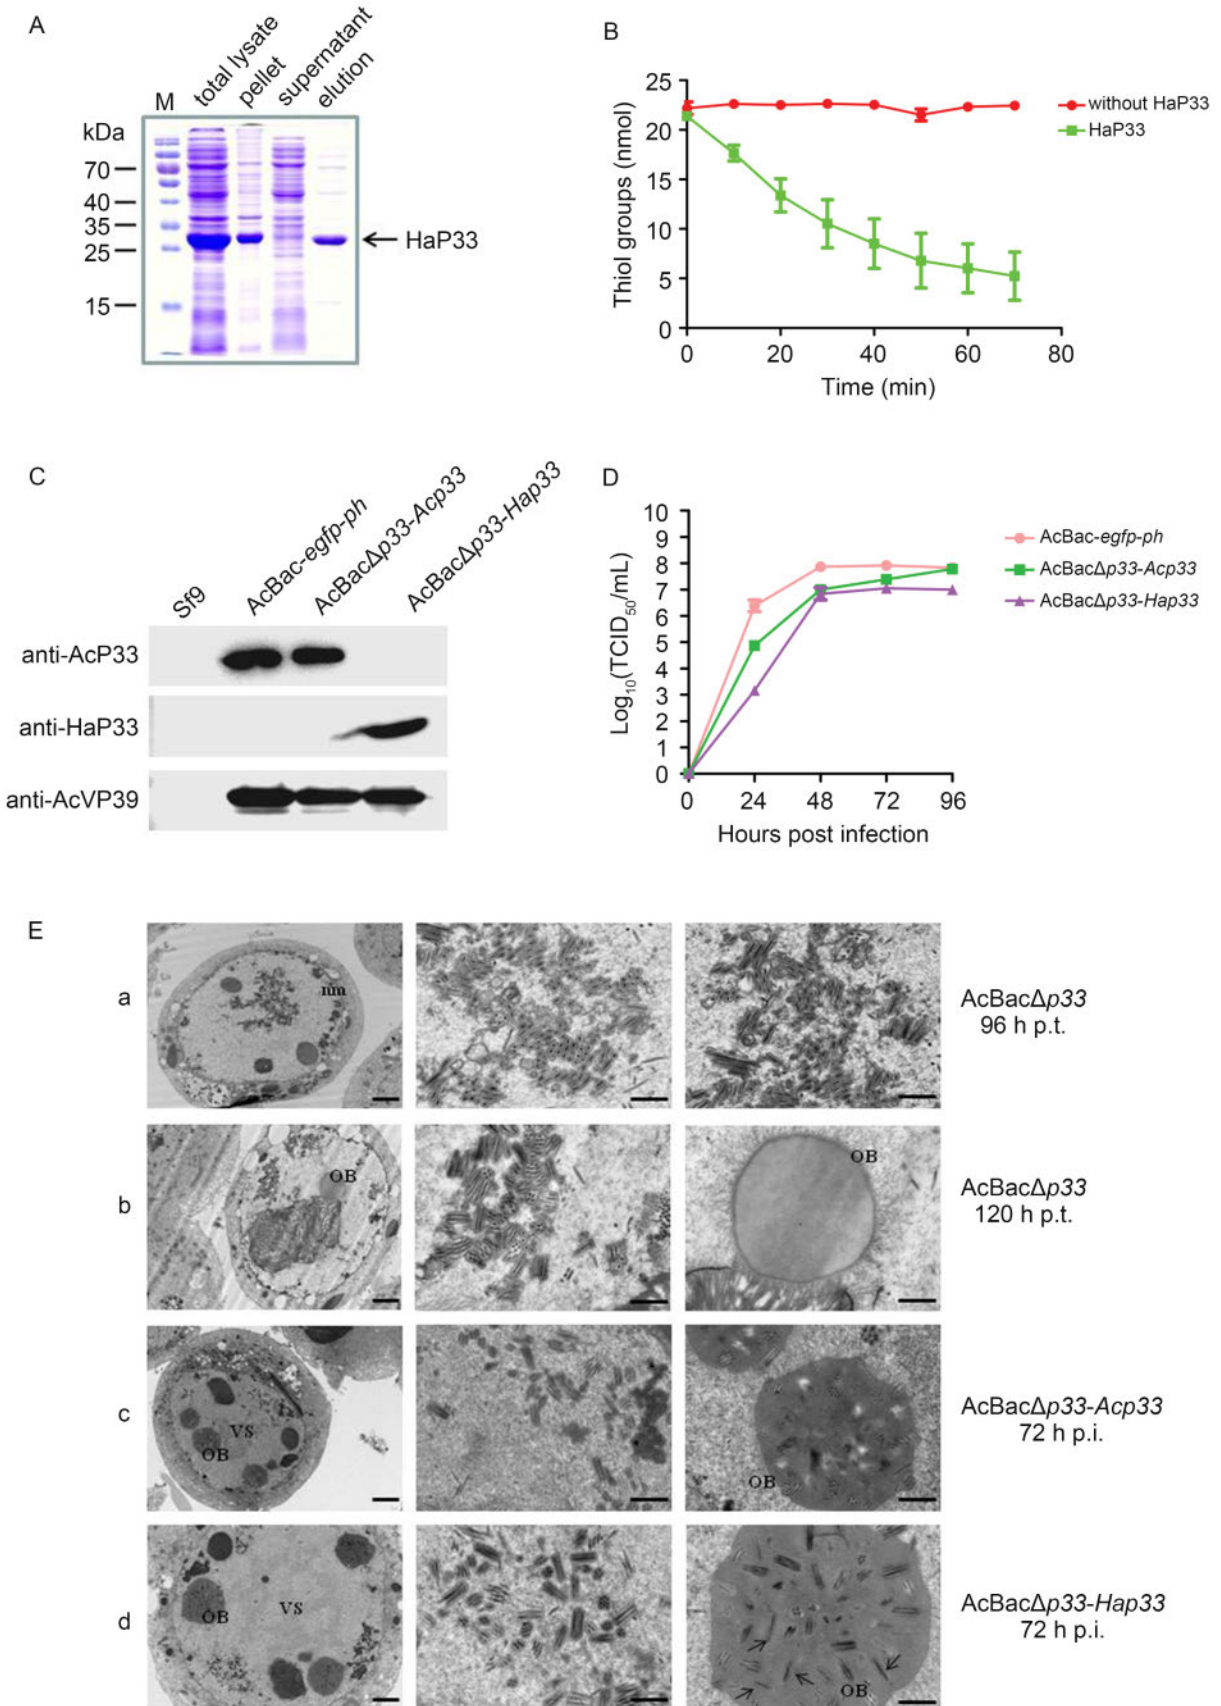 A
M
total lysate
pellet
supernatant
elution
kDa
70
40
35
25
15
HaP33
B
Thiol groups (nmol)
25
20
15
10
5
0
0 20 40 60 80
Time (min)
without HaP33
HaP33
C
Sf9
AcBac-egfp-ph
AcBacΔp33-Acp33
AcBacΔp33-Hap33
anti-AcP33
anti-HaP33
anti-AcVP39
D
Log₁₀(TCID₅₀/mL)
10
9
8
7
6
5
4
3
2
1
0
0 24 48 72 96
Hours post infection
AcBac-egfp-ph
AcBacΔp33-Acp33
AcBacΔp33-Hap33
E
a
nm
AcBacΔp33
96 h p.t.
b
OB
OB
AcBacΔp33
120 h p.t.
c
VS
OB
OB
AcBacΔp33-Acp33
72 h p.i.
d
OB
VS
OB
AcBacΔp33-Hap33
72 h p.i.